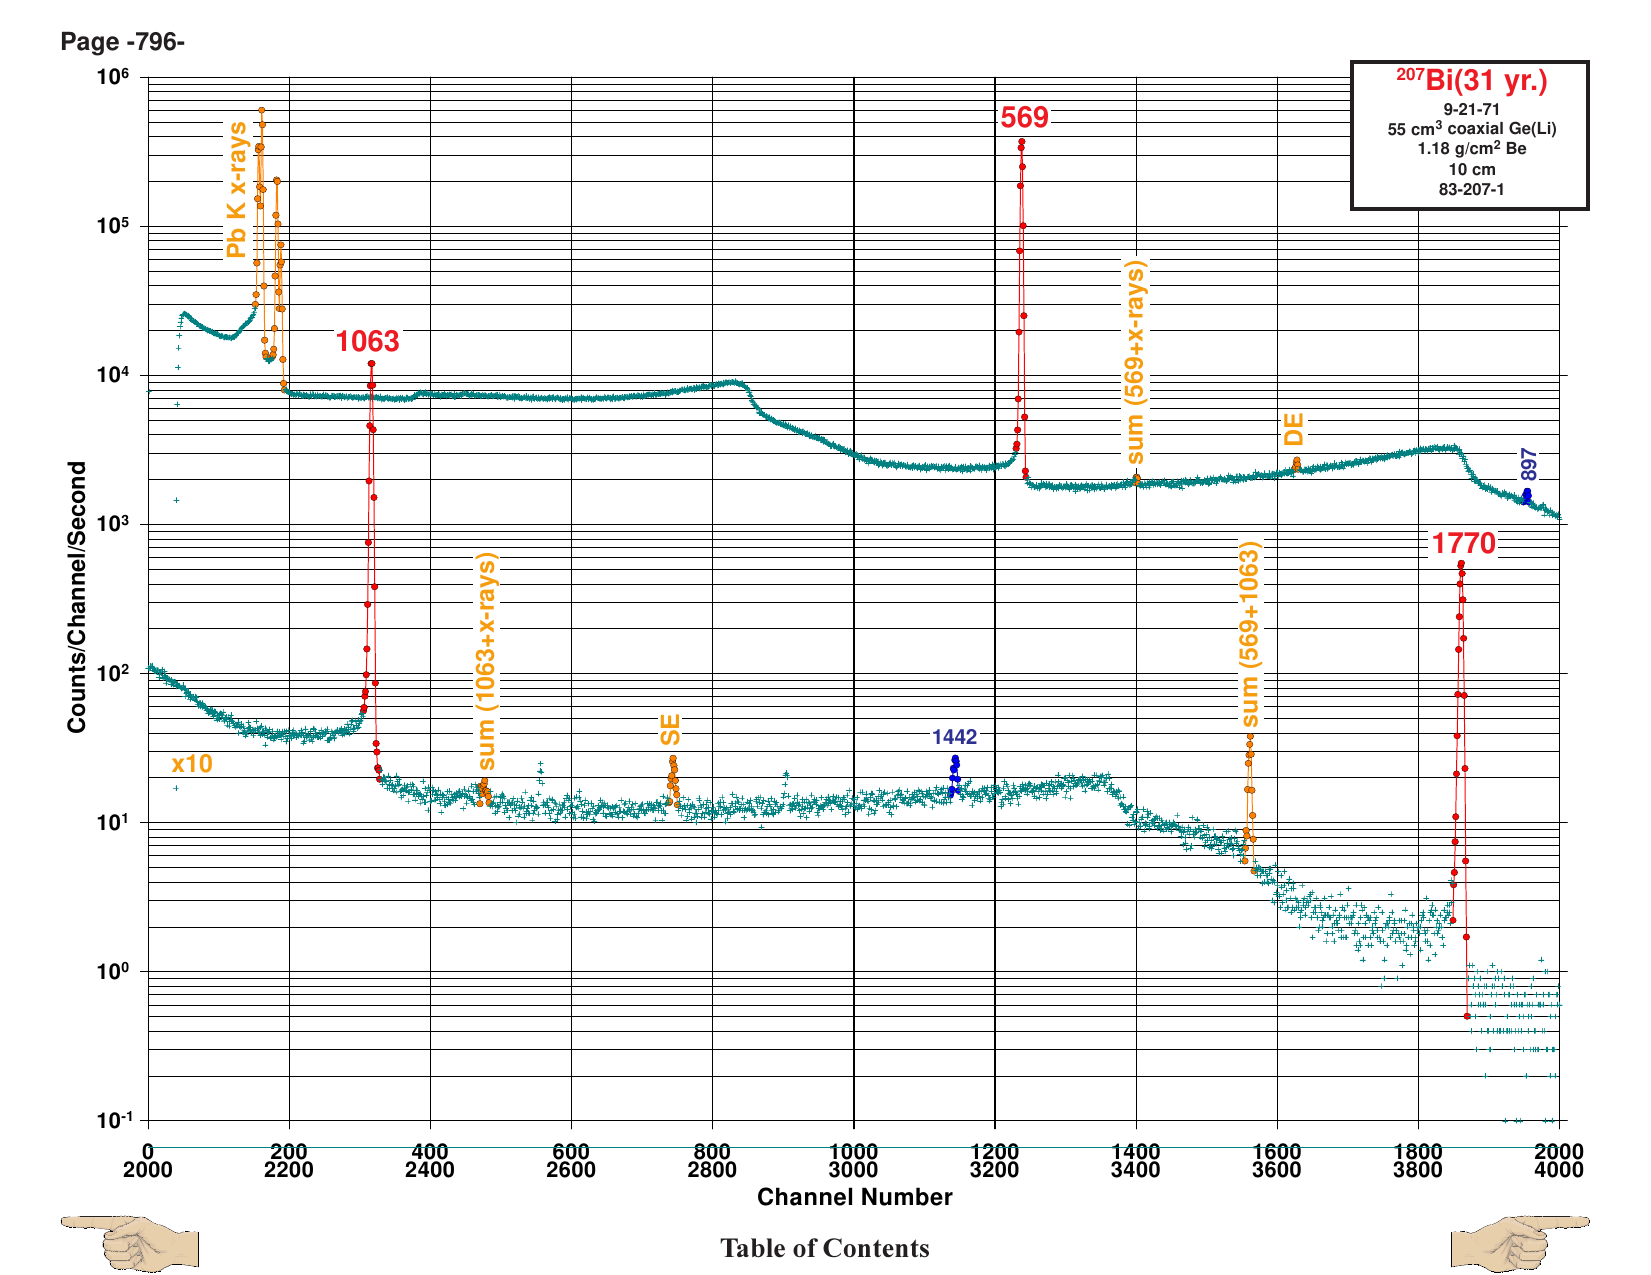 Page -796-
²⁰⁷Bi(31 yr.)
9-21-71
55 cm³ coaxial Ge(Li)
1.18 g/cm² Be
10 cm
83-207-1
10⁶
10⁵
10⁴
10³
10²
10¹
10⁰
10⁻¹
Counts/Channel/Second
Pb K x-rays
1063
569
sum (569+x-rays)
DE
897
1770
sum (1063+x-rays)
SE
1442
sum (569+1063)
x10
0 200 400 600 800 1000 1200 1400 1600 1800 2000
2000 2200 2400 2600 2800 3000 3200 3400 3600 3800 4000
Channel Number
Table of Contents